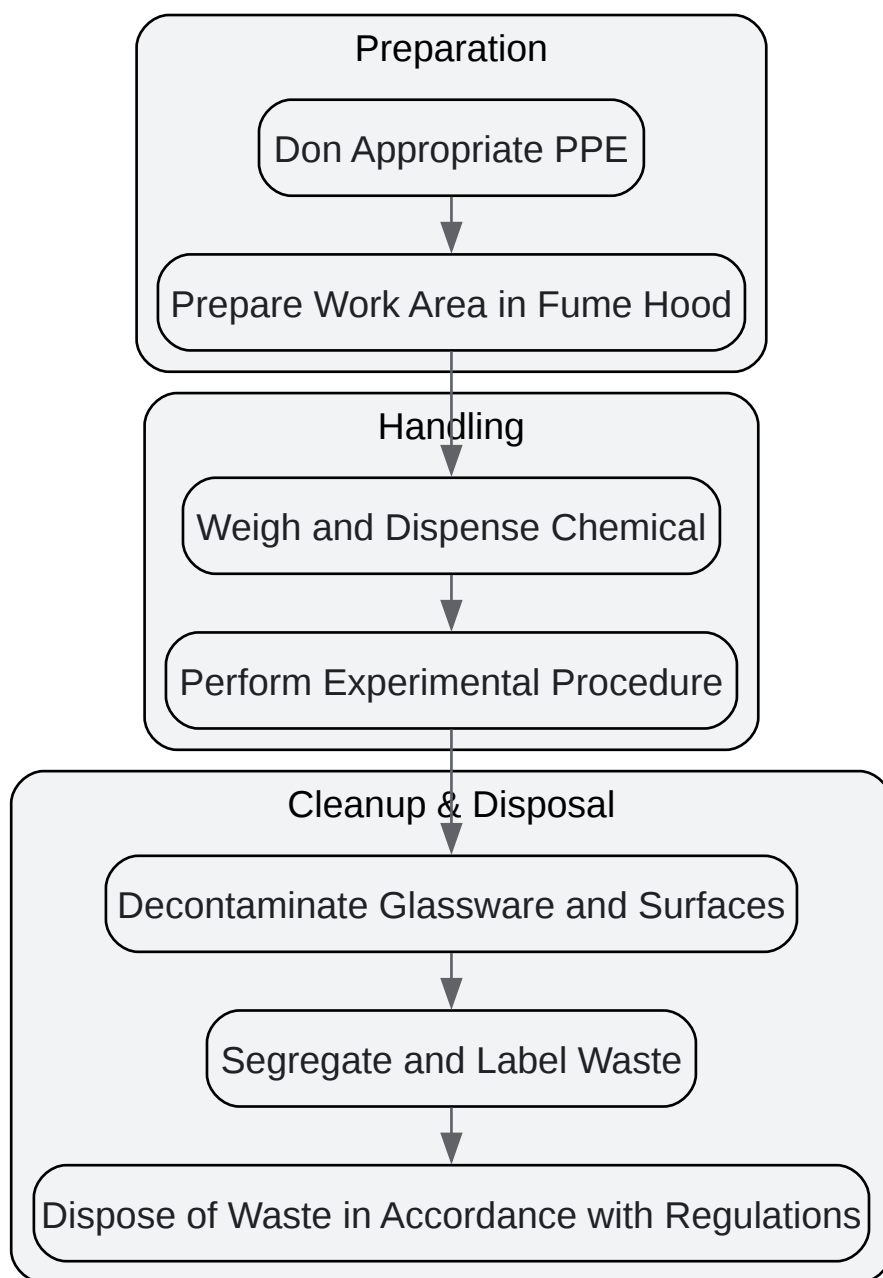 Preparation
Don Appropriate PPE
Prepare Work Area in Fume Hood
Handling
Weigh and Dispense Chemical
Perform Experimental Procedure
Cleanup & Disposal
Decontaminate Glassware and Surfaces
Segregate and Label Waste
Dispose of Waste in Accordance with Regulations